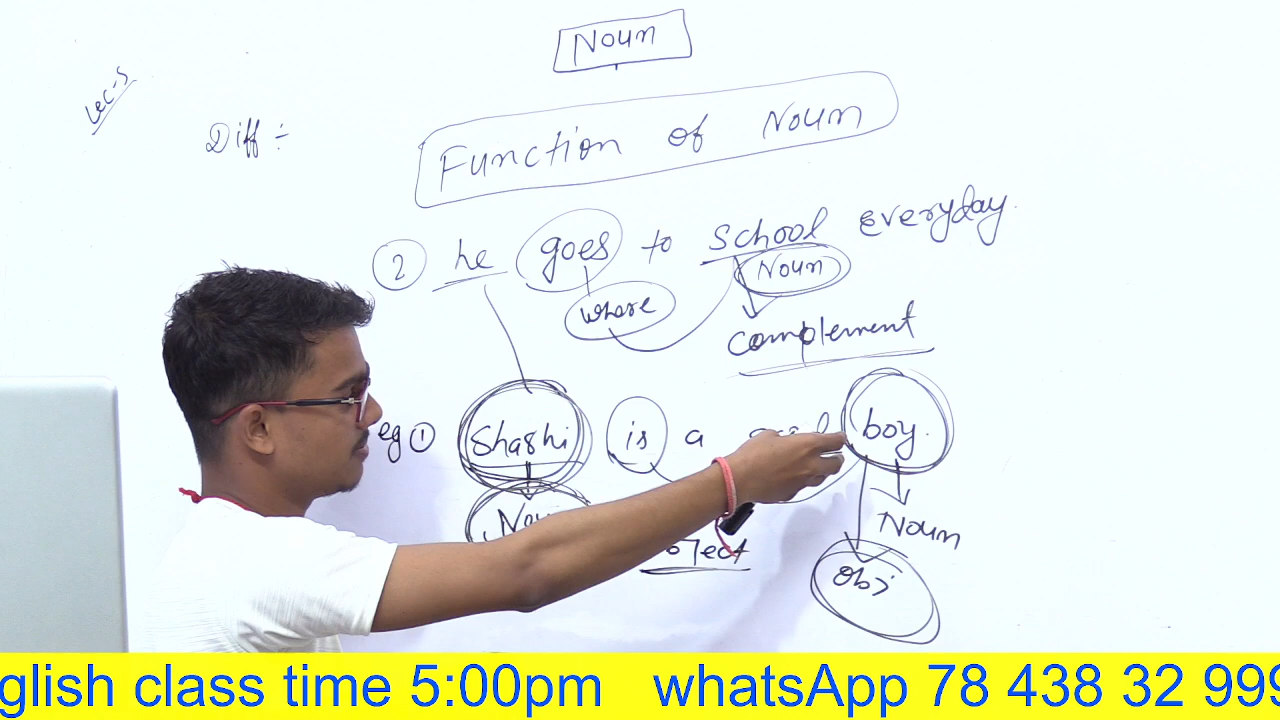 Noun
Lec-5
Diff :-
Function of Noun
② he goes to school everyday.
where Noun
complement
eg ① Shashi is a boy.
Noun
obj
glish class time 5:00pm whatsApp 78 438 32 999